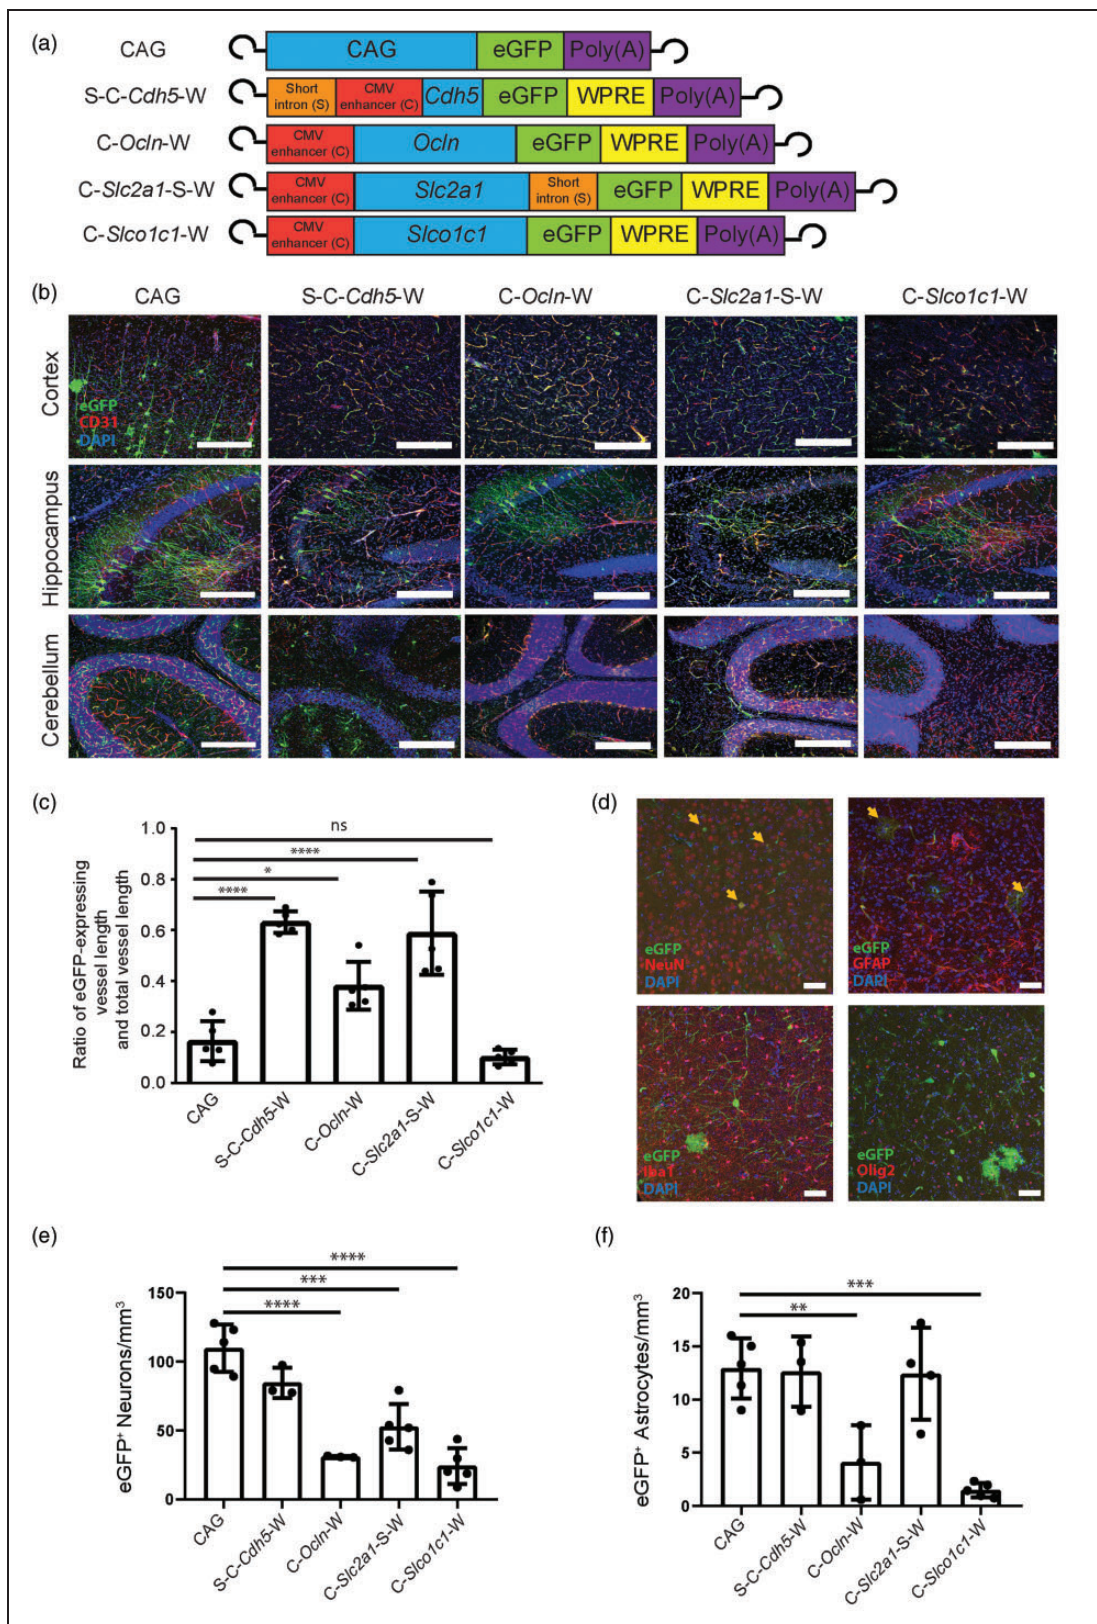 (a)
CAG
CAG eGFP Poly(A)
S-C-Cdh5-W
Short intron (S) CMV enhancer (C) Cdh5 eGFP WPRE Poly(A)
C-Ocln-W
CMV enhancer (C) Ocln eGFP WPRE Poly(A)
C-Slc2a1-S-W
CMV enhancer (C) Slc2a1 Short intron (S) eGFP WPRE Poly(A)
C-Slco1c1-W
CMV enhancer (C) Slco1c1 eGFP WPRE Poly(A)
(b)
CAG S-C-Cdh5-W C-Ocln-W C-Slc2a1-S-W C-Slco1c1-W
Cortex
eGFP
CD31
DAPI
Hippocampus
Cerebellum
(c)
Ratio of eGFP-expressing
vessel length
and total vessel length
1.0
0.8
0.6
0.4
0.2
0.0
ns
****
*
****
CAG
S-C-Cdh5-W
C-Ocln-W
C-Slc2a1-S-W
C-Slco1c1-W
(d)
eGFP
NeuN
DAPI
eGFP
GFAP
DAPI
eGFP
Iba1
DAPI
eGFP
Olig2
DAPI
(e)
eGFP+ Neurons/mm3
150
100
50
0
****
***
****
CAG
S-C-Cdh5-W
C-Ocln-W
C-Slc2a1-S-W
C-Slco1c1-W
(f)
eGFP+ Astrocytes/mm3
20
15
10
5
0
***
**
CAG
S-C-Cdh5-W
C-Ocln-W
C-Slc2a1-S-W
C-Slco1c1-W